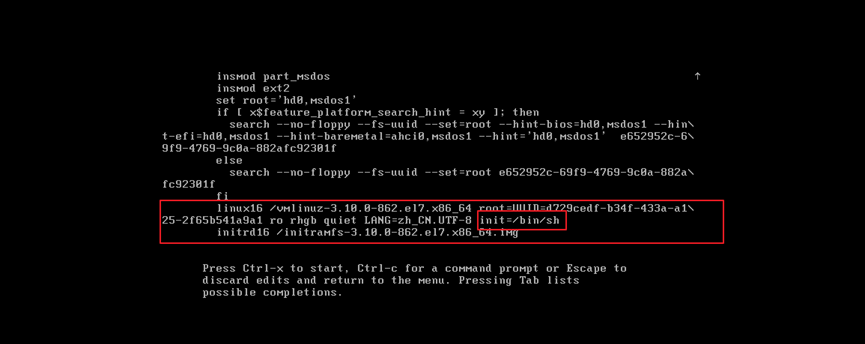 insmod part_msdos ↑
insmod ext2
set root='hd0,msdos1'
if [ x$feature_platform_search_hint = xy ]; then
search --no-floppy --fs-uuid --set=root --hint-bios=hd0,msdos1 --hin\
t-efi=hd0,msdos1 --hint-baremetal=ahci0,msdos1 --hint='hd0,msdos1'  e652952c-6\
9f9-4769-9c0a-882afc92301f
else
search --no-floppy --fs-uuid --set=root e652952c-69f9-4769-9c0a-882a\
fc92301f
fi
linux16 /vmlinuz-3.10.0-862.el7.x86_64 root=UUID=d729cedf-b34f-433a-a1\
25-2f65b541a9a1 ro rhgb quiet LANG=zh_CN.UTF-8 init=/bin/sh
initrd16 /initramfs-3.10.0-862.el7.x86_64.img
Press Ctrl-x to start, Ctrl-c for a command prompt or Escape to
discard edits and return to the menu. Pressing Tab lists
possible completions.